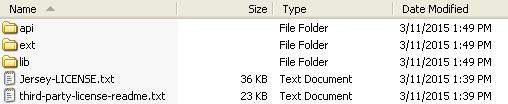 Name Size Type Date Modified
api File Folder 3/11/2015 1:49 PM
ext File Folder 3/11/2015 1:49 PM
lib File Folder 3/11/2015 1:49 PM
Jersey-LICENSE.txt 36 KB Text Document 3/11/2015 1:39 PM
third-party-license-readme.txt 23 KB Text Document 3/11/2015 1:39 PM